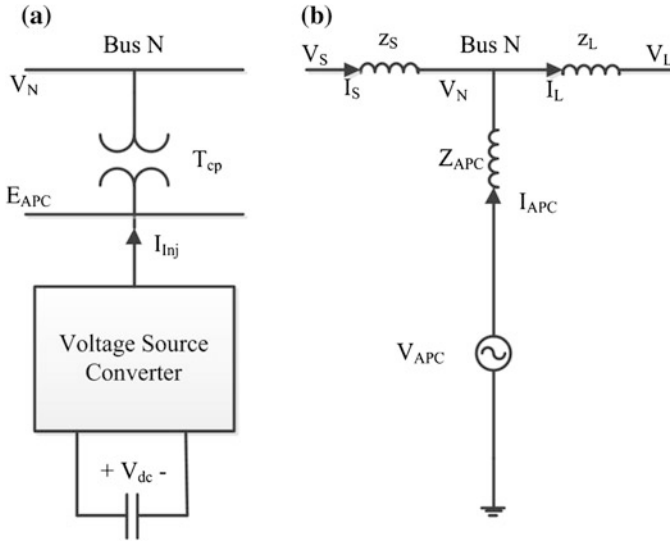 (a)
Bus N
V_N
T_cp
E_APC
I_Inj
Voltage Source
Converter
+ V_dc -
(b)
V_S
z_S
Bus N
z_L
V_L
I_S
V_N
I_L
Z_APC
I_APC
V_APC